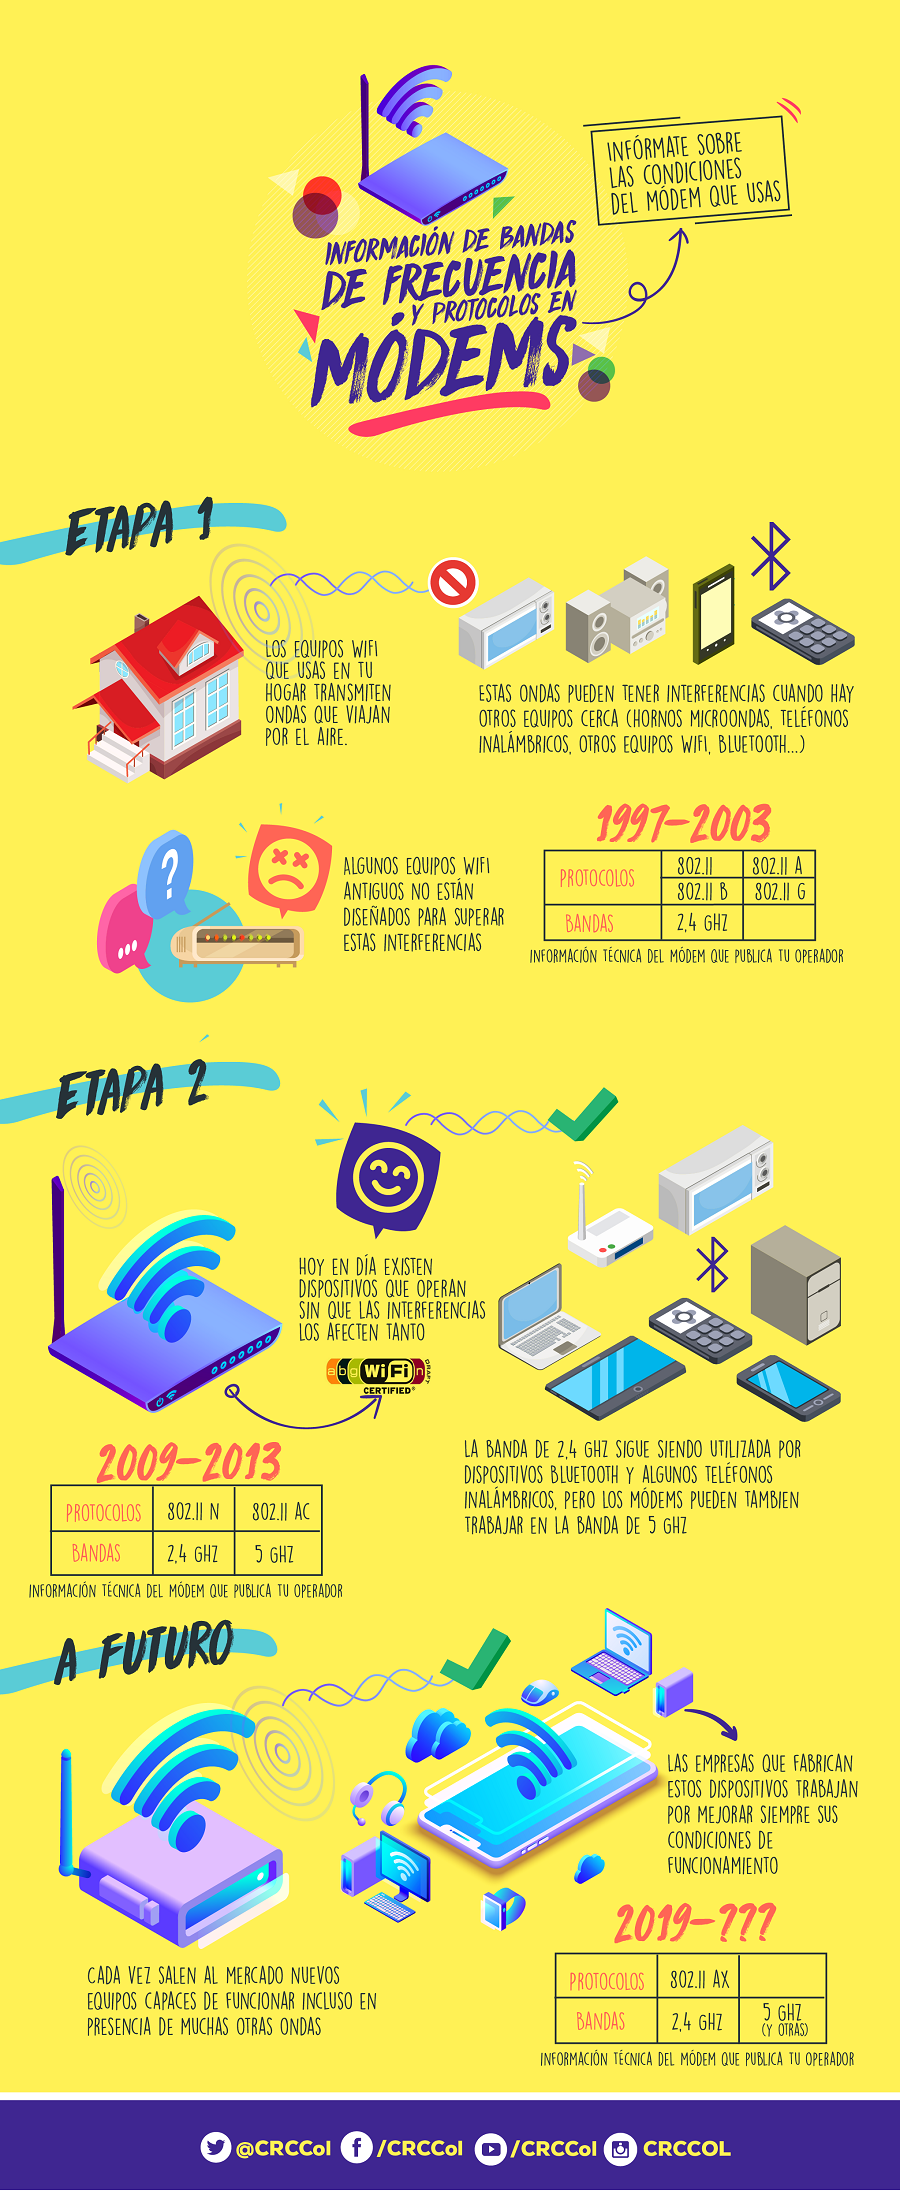 INFÓRMATE SOBRE
LAS CONDICIONES
DEL MÓDEM QUE USAS
INFORMACIÓN DE BANDAS
DE FRECUENCIA
Y PROTOCOLOS EN
MÓDEMS
ETAPA 1
LOS EQUIPOS WIFI
QUE USAS EN TU
HOGAR TRANSMITEN
ONDAS QUE VIAJAN
POR EL AIRE.
ESTAS ONDAS PUEDEN TENER INTERFERENCIAS CUANDO HAY
OTROS EQUIPOS CERCA (HORNOS MICROONDAS, TELÉFONOS
INALÁMBRICOS, OTROS EQUIPOS WIFI, BLUETOOTH...)
?
...
ALGUNOS EQUIPOS WIFI
ANTIGUOS NO ESTÁN
DISEÑADOS PARA SUPERAR
ESTAS INTERFERENCIAS
1997-2003
PROTOCOLOS 802.11 802.11 A
802.11 B 802.11 G
BANDAS 2,4 GHZ
INFORMACIÓN TÉCNICA DEL MÓDEM QUE PUBLICA TU OPERADOR
ETAPA 2
HOY EN DÍA EXISTEN
DISPOSITIVOS QUE OPERAN
SIN QUE LAS INTERFERENCIAS
LOS AFECTEN TANTO
a b g Wi Fi n DRAFT
CERTIFIED®
LA BANDA DE 2,4 GHZ SIGUE SIENDO UTILIZADA POR
DISPOSITIVOS BLUETOOTH Y ALGUNOS TELÉFONOS
INALÁMBRICOS, PERO LOS MÓDEMS PUEDEN TAMBIEN
TRABAJAR EN LA BANDA DE 5 GHZ
2009-2013
PROTOCOLOS 802.11 N 802.11 AC
BANDAS 2,4 GHZ 5 GHZ
INFORMACIÓN TÉCNICA DEL MÓDEM QUE PUBLICA TU OPERADOR
A FUTURO
LAS EMPRESAS QUE FABRICAN
ESTOS DISPOSITIVOS TRABAJAN
POR MEJORAR SIEMPRE SUS
CONDICIONES DE
FUNCIONAMIENTO
CADA VEZ SALEN AL MERCADO NUEVOS
EQUIPOS CAPACES DE FUNCIONAR INCLUSO EN
PRESENCIA DE MUCHAS OTRAS ONDAS
2019-???
PROTOCOLOS 802.11 AX
BANDAS 2,4 GHZ 5 GHZ
(Y OTRAS)
INFORMACIÓN TÉCNICA DEL MÓDEM QUE PUBLICA TU OPERADOR
@CRCCol /CRCCol /CRCCol CRCCOL